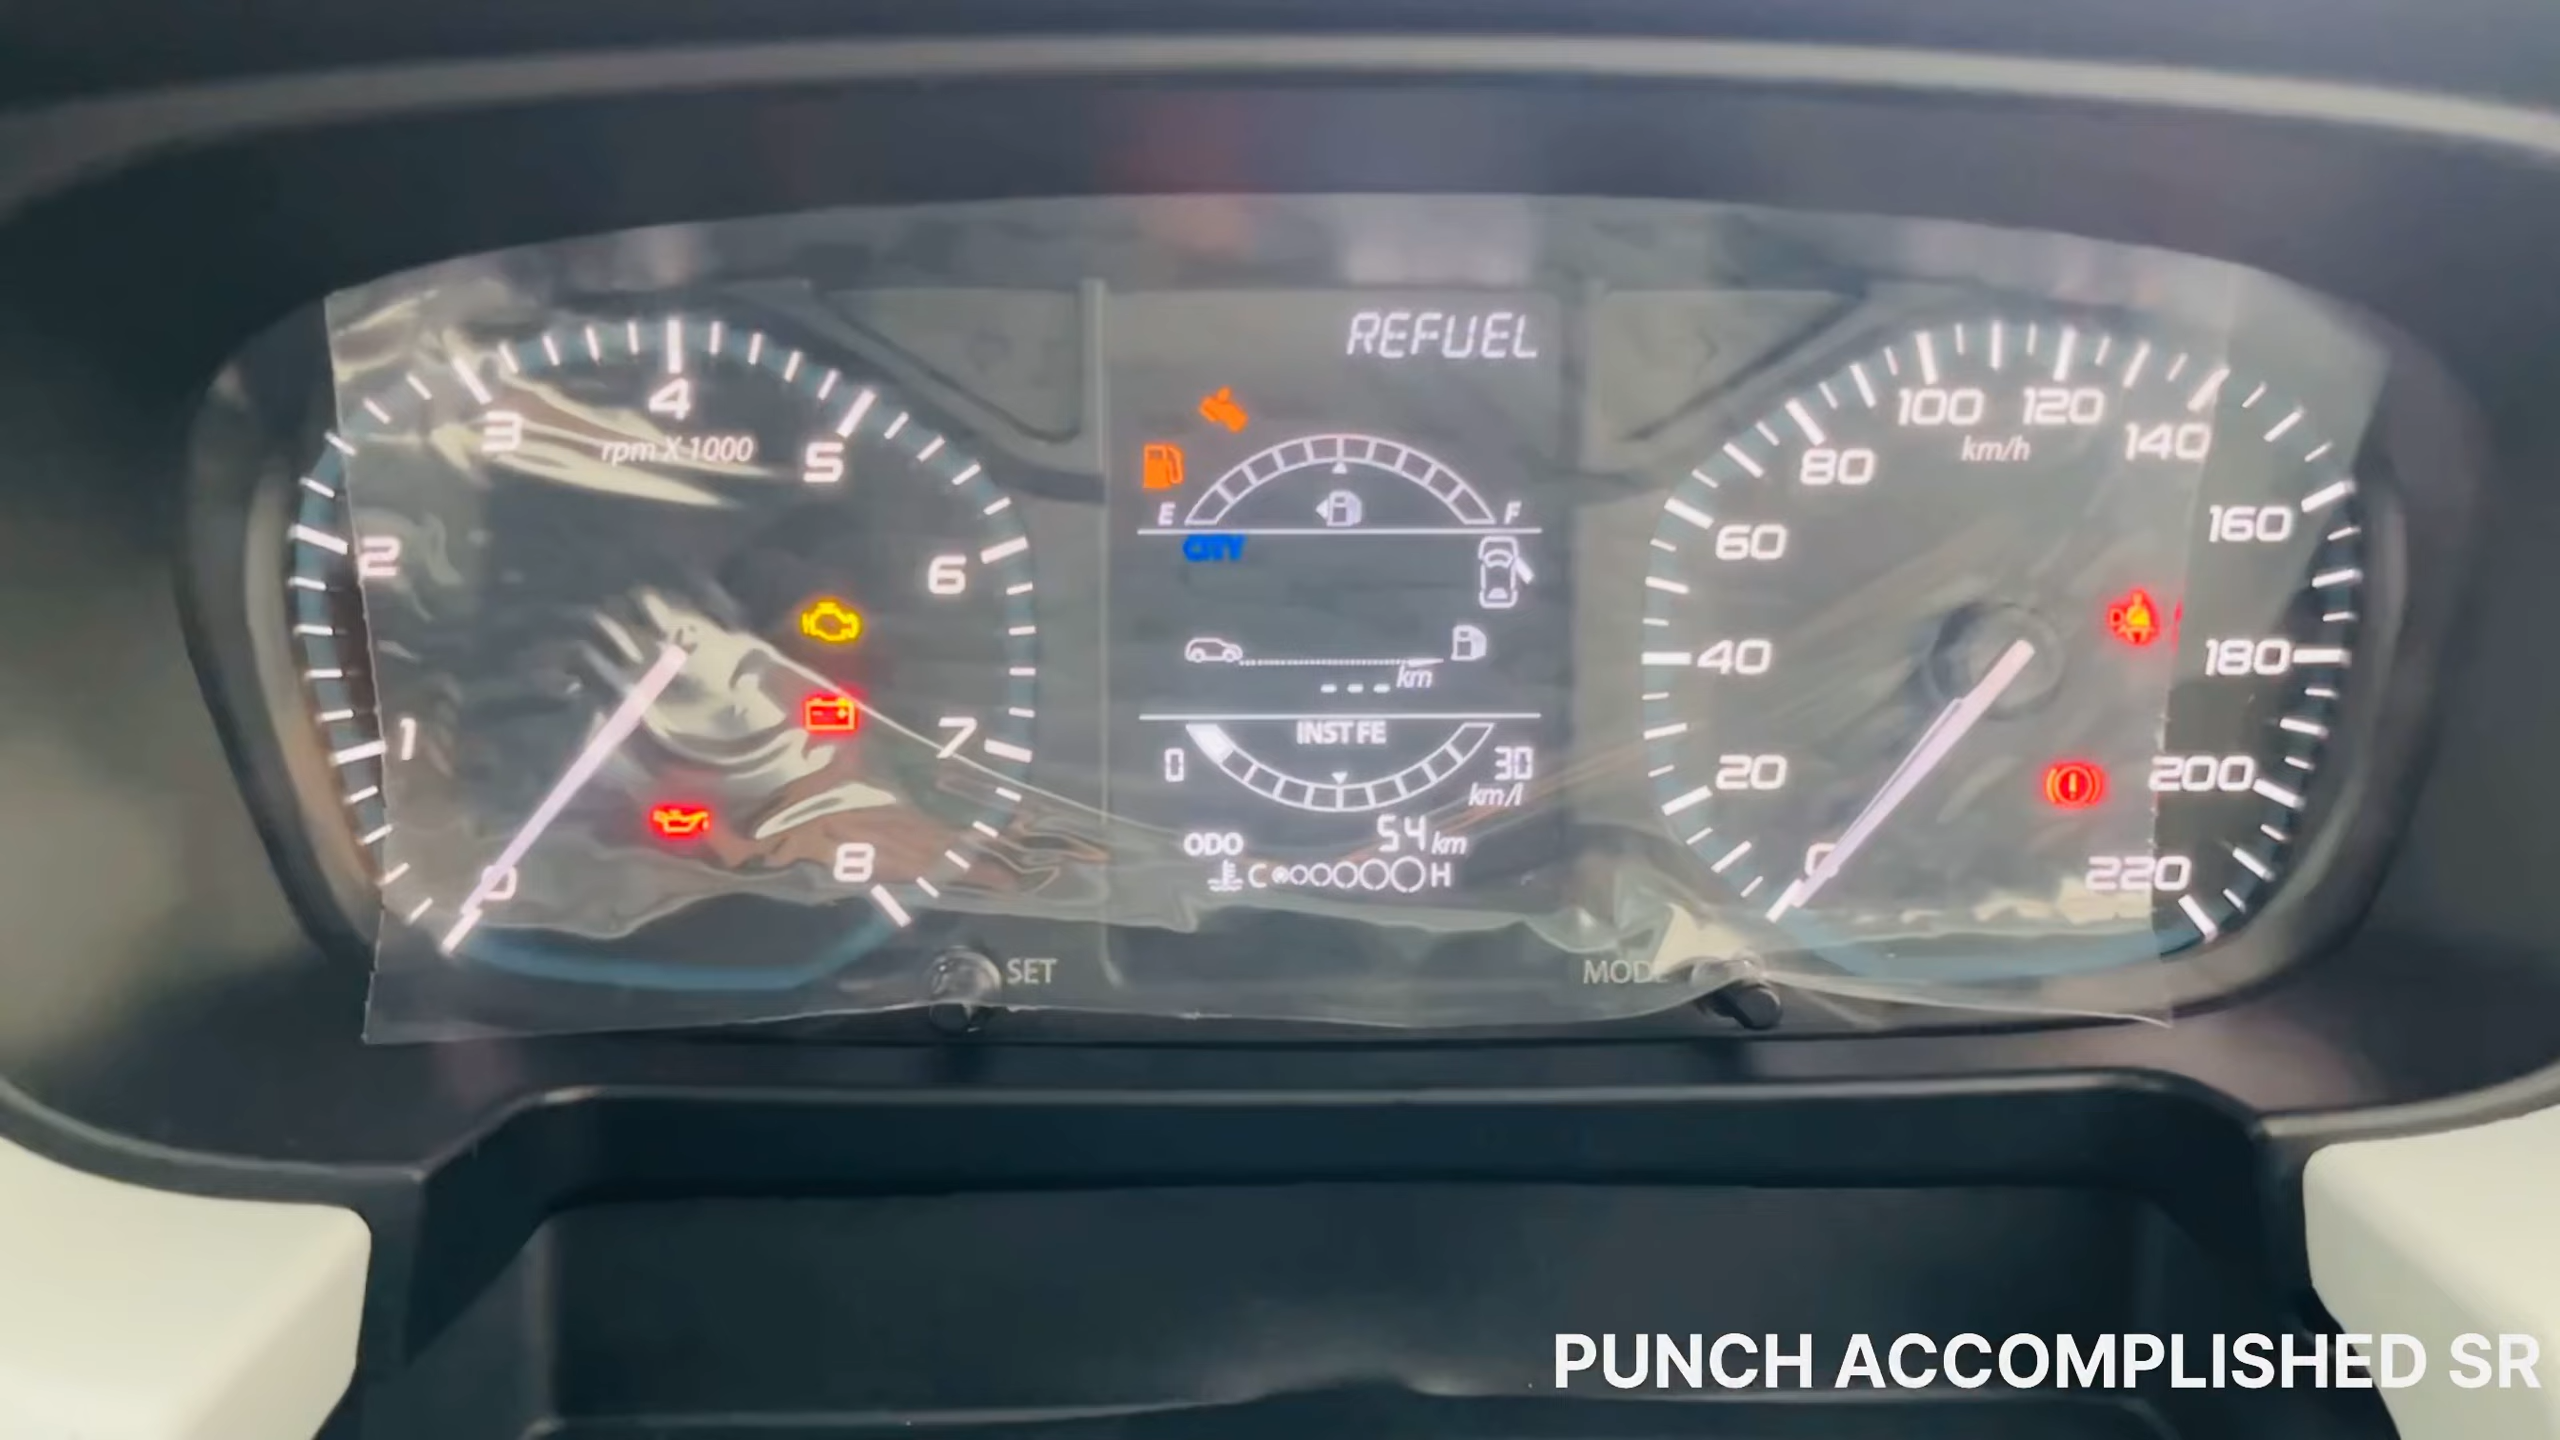 REFUEL
4
3
5
rpm X 1000
2
6
1
7
0
8
E
F
CITY
km
- - -
INST FE
0
30
km/l
ODO 54 km
C H
100
120
80
km/h
140
60
160
40
180
20
200
0
220
SET
MODE
PUNCH ACCOMPLISHED SR